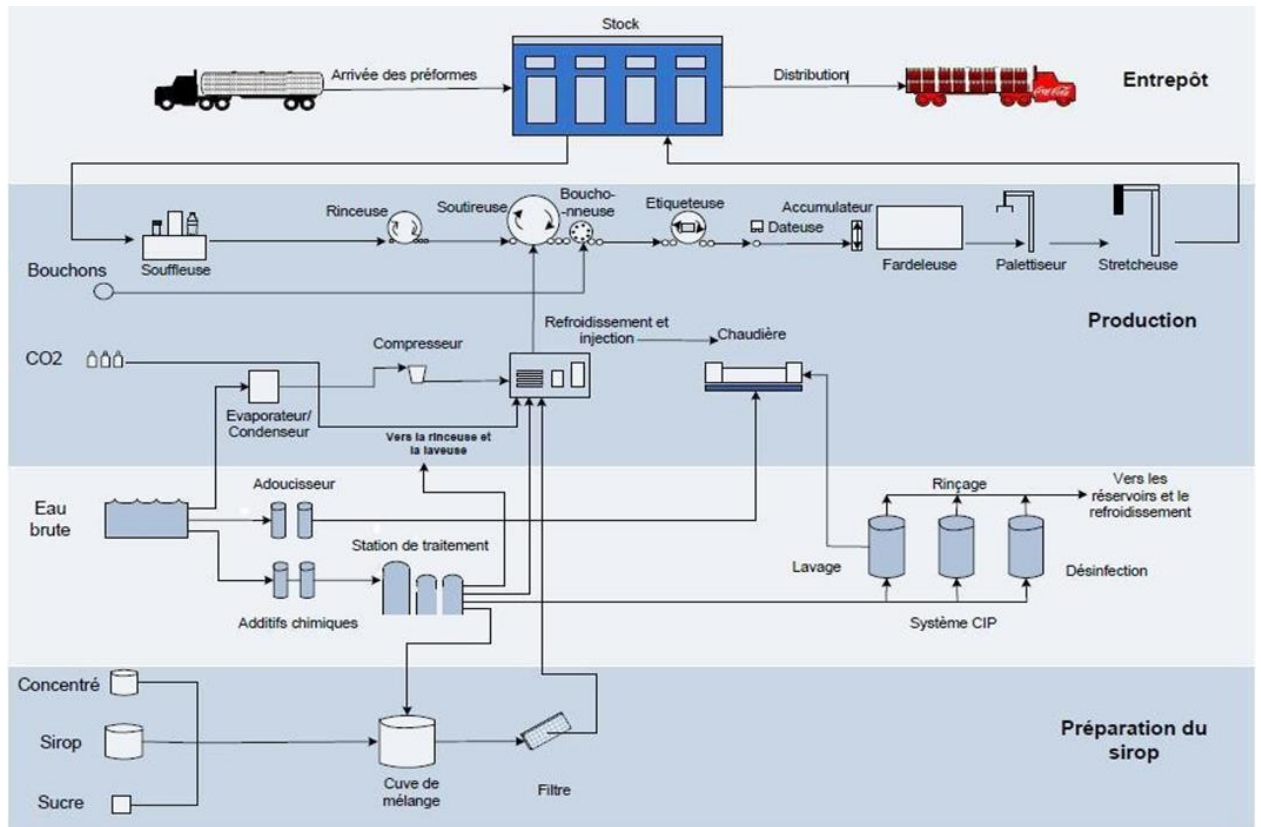 Stock
Arrivée des préformes
Distribution
Coca-Cola
Entrepôt
Rinceuse
Soutireuse
Boucho-
-nneuse
Etiqueteuse
Dateuse
Accumulateur
Souffleuse
Fardeleuse
Palettiseur
Stretcheuse
Bouchons
Production
Refroidissement et
injection
Chaudière
CO2
Compresseur
Evaporateur/
Condenseur
Vers la rinceuse et
la laveuse
Eau
brute
Adoucisseur
Station de traitement
Additifs chimiques
Rinçage
Vers les
réservoirs et le
refroidissement
Lavage
Désinfection
Système CIP
Concentré
Sirop
Sucre
Cuve de
mélange
Filtre
Préparation du
sirop